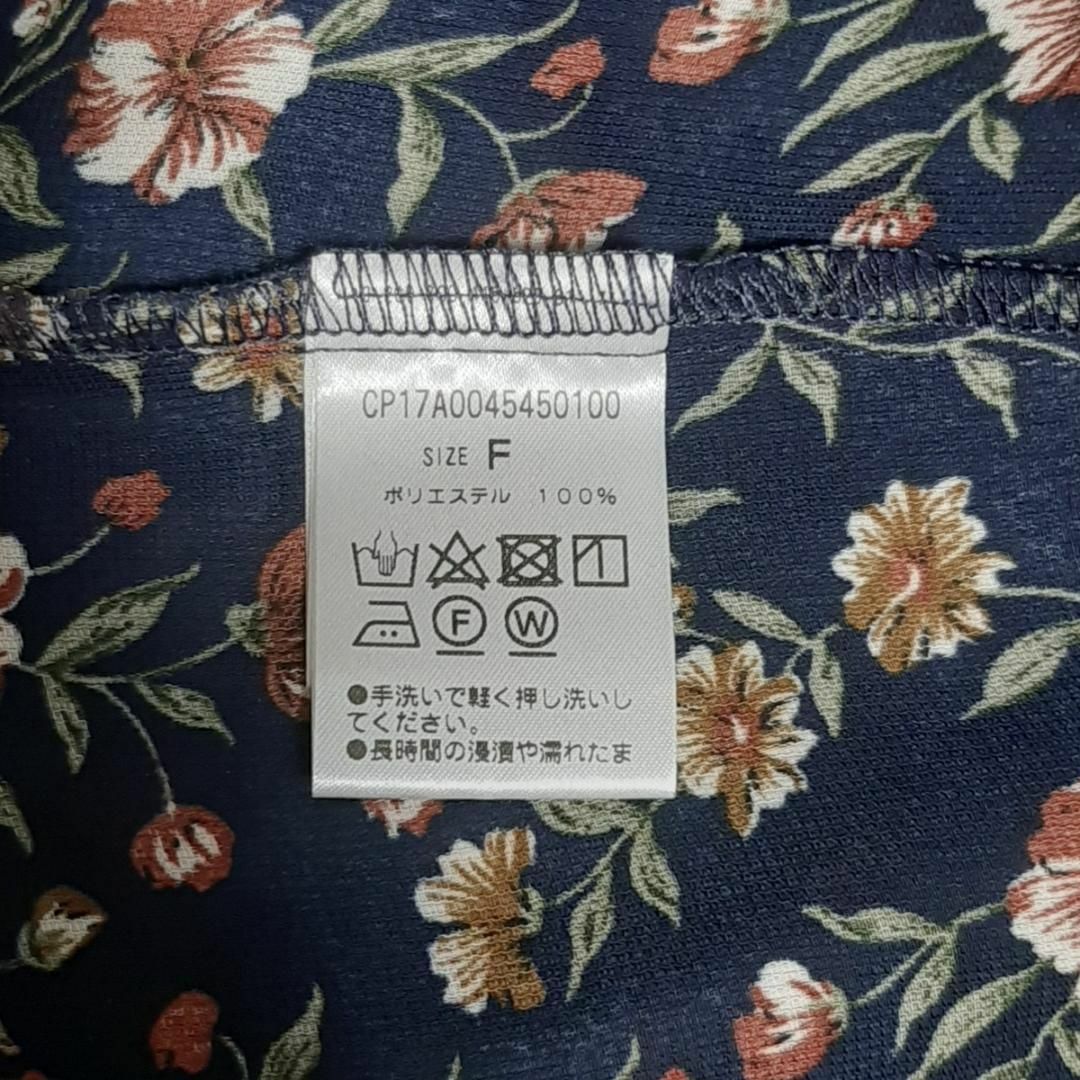 CP17A0045450100
SIZE F
ポリエステル 100%
F W
●手洗いで軽く押し洗いし
てください。
●長時間の浸漬や濡れたま